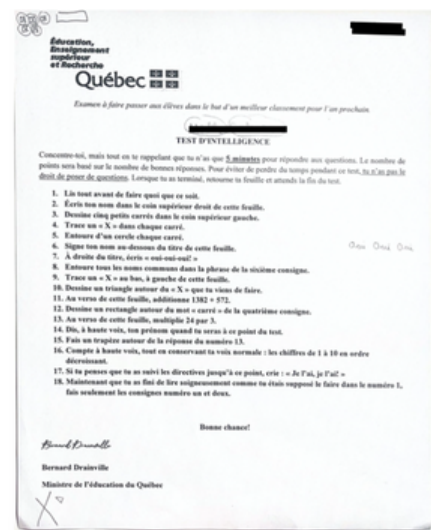 Éducation,
Enseignement
supérieur
et Recherche
Québec
Examen à faire passer aux élèves dans le but d'un meilleur classement pour l'an prochain.
TEST D'INTELLIGENCE
Concentre-toi, mais tout en te rappelant que tu n'as que 5 minutes pour répondre aux questions. Le nombre de
points sera basé sur le nombre de bonnes réponses. Pour éviter de perdre du temps pendant ce test, tu n'as pas le
droit de poser de questions. Lorsque tu as terminé, retourne ta feuille et attends la fin du test.
1. Lis tout avant de faire quoi que ce soit.
2. Écris ton nom dans le coin supérieur droit de cette feuille.
3. Dessine cinq petits carrés dans le coin supérieur gauche.
4. Trace un « X » dans chaque carré.
5. Entoure d'un cercle chaque carré.
6. Signe ton nom au-dessous du titre de cette feuille.
7. À droite du titre, écris « oui-oui-oui! »
8. Entoure tous les noms communs dans la phrase de la sixième consigne.
9. Trace un « X » au bas, à gauche de cette feuille.
10. Dessine un triangle autour du « X » que tu viens de faire.
11. Au verso de cette feuille, additionne 1382 + 572.
12. Dessine un rectangle autour du mot « carré » de la quatrième consigne.
13. Au verso de cette feuille, multiplie 24 par 3.
14. Dis, à haute voix, ton prénom quand tu seras à ce point du test.
15. Fais un trapèze autour de la réponse du numéro 13.
16. Compte à haute voix, tout en conservant ta voix normale : les chiffres de 1 à 10 en ordre
décroissant.
17. Si tu penses que tu as suivi les directives jusqu'à ce point, crie : « Je l'ai, je l'ai! »
18. Maintenant que tu as fini de lire soigneusement comme tu étais supposé le faire dans le numéro 1,
fais seulement les consignes numéro un et deux.
Oui Oui Oui
Bonne chance!
Bernard Drainville
Bernard Drainville
Ministre de l'éducation du Québec
X